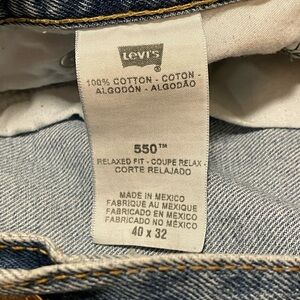 Levi's
®
100% COTTON - COTON -
ALGODÓN - ALGODÃO
550™
RELAXED FIT - COUPE RELAX -
CORTE RELAJADO
MADE IN MEXICO
FABRIQUE AU MEXIQUE
FABRICADO EN MEXICO
FABRICADO NO MÉXICO
40 x 32